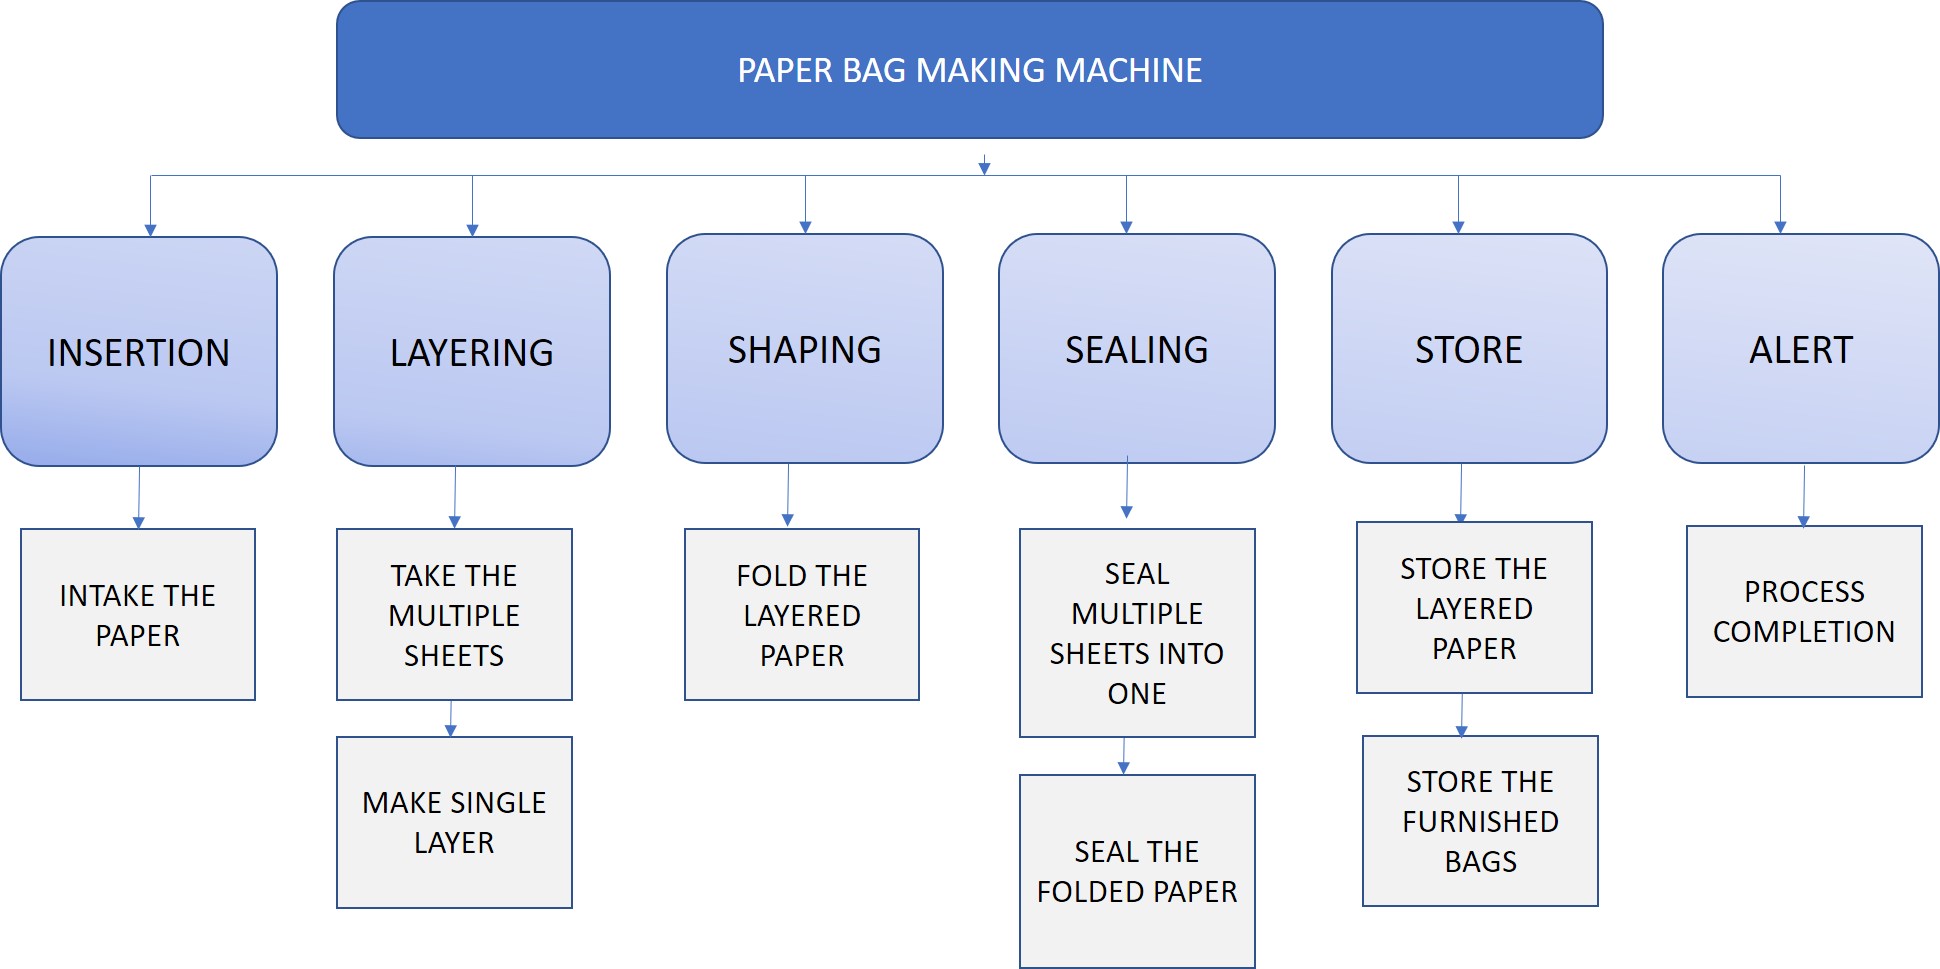 PAPER BAG MAKING MACHINE
INSERTION
LAYERING
SHAPING
SEALING
STORE
ALERT
INTAKE THE
PAPER
TAKE THE
MULTIPLE
SHEETS
MAKE SINGLE
LAYER
FOLD THE
LAYERED
PAPER
SEAL
MULTIPLE
SHEETS INTO
ONE
SEAL THE
FOLDED PAPER
STORE THE
LAYERED
PAPER
STORE THE
FURNISHED
BAGS
PROCESS
COMPLETION